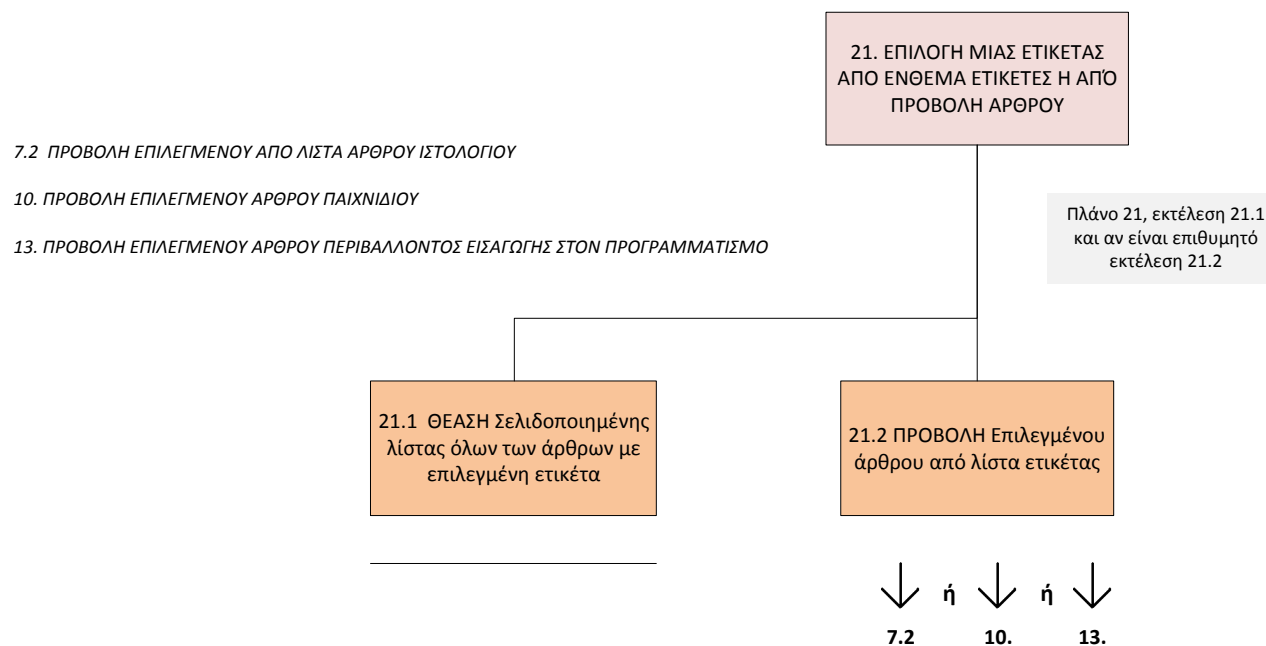 21. ΕΠΙΛΟΓΗ ΜΙΑΣ ΕΤΙΚΕΤΑΣ
ΑΠΟ ΕΝΘΕΜΑ ΕΤΙΚΕΤΕΣ Η ΑΠΌ
ΠΡΟΒΟΛΗ ΑΡΘΡΟΥ
7.2 ΠΡΟΒΟΛΗ ΕΠΙΛΕΓΜΕΝΟΥ ΑΠΟ ΛΙΣΤΑ ΑΡΘΡΟΥ ΙΣΤΟΛΟΓΙΟΥ
10. ΠΡΟΒΟΛΗ ΕΠΙΛΕΓΜΕΝΟΥ ΑΡΘΡΟΥ ΠΑΙΧΝΙΔΙΟΥ
13. ΠΡΟΒΟΛΗ ΕΠΙΛΕΓΜΕΝΟΥ ΑΡΘΡΟΥ ΠΕΡΙΒΑΛΛΟΝΤΟΣ ΕΙΣΑΓΩΓΗΣ ΣΤΟΝ ΠΡΟΓΡΑΜΜΑΤΙΣΜΟ
Πλάνο 21, εκτέλεση 21.1
και αν είναι επιθυμητό
εκτέλεση 21.2
21.1 ΘΕΑΣΗ Σελιδοποιημένης
λίστας όλων των άρθρων με
επιλεγμένη ετικέτα
21.2 ΠΡΟΒΟΛΗ Επιλεγμένου
άρθρου από λίστα ετικέτας
ή ή
7.2 10. 13.